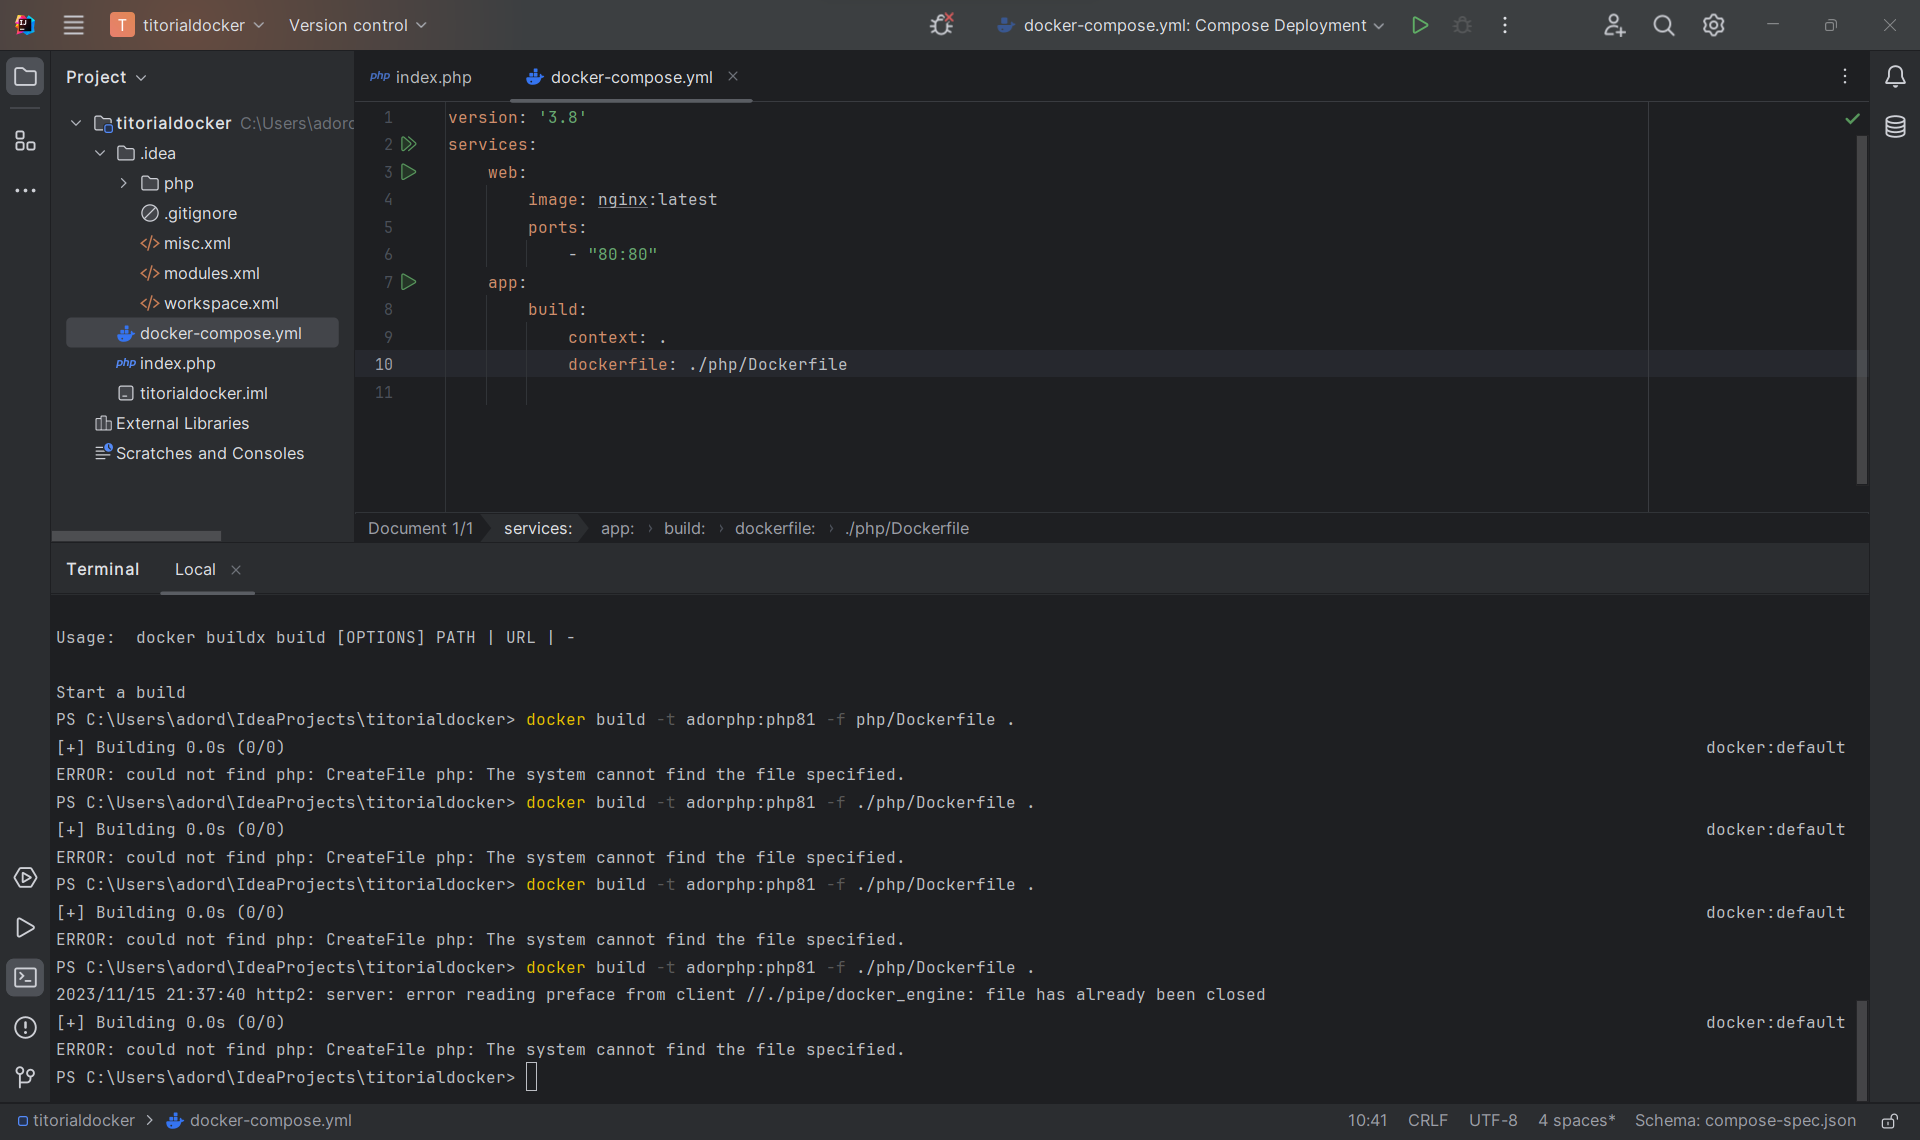 T titorialdocker Version control docker-compose.yml: Compose Deployment
Project
php index.php docker-compose.yml
titorialdocker C:\Users\adord
.idea
php
.gitignore
</> misc.xml
</> modules.xml
</> workspace.xml
docker-compose.yml
php index.php
titorialdocker.iml
External Libraries
Scratches and Consoles
1 version: '3.8'
2 services:
3 web:
4 image: nginx:latest
5 ports:
6 - "80:80"
7 app:
8 build:
9 context: .
10 dockerfile: ./php/Dockerfile
11
Document 1/1 services: › app: › build: › dockerfile: › ./php/Dockerfile
Terminal Local
Usage:  docker buildx build [OPTIONS] PATH | URL | -
Start a build
PS C:\Users\adord\IdeaProjects\titorialdocker> docker build -t adorphp:php81 -f php/Dockerfile .
[+] Building 0.0s (0/0) docker:default
ERROR: could not find php: CreateFile php: The system cannot find the file specified.
PS C:\Users\adord\IdeaProjects\titorialdocker> docker build -t adorphp:php81 -f ./php/Dockerfile .
[+] Building 0.0s (0/0) docker:default
ERROR: could not find php: CreateFile php: The system cannot find the file specified.
PS C:\Users\adord\IdeaProjects\titorialdocker> docker build -t adorphp:php81 -f ./php/Dockerfile .
[+] Building 0.0s (0/0) docker:default
ERROR: could not find php: CreateFile php: The system cannot find the file specified.
PS C:\Users\adord\IdeaProjects\titorialdocker> docker build -t adorphp:php81 -f ./php/Dockerfile .
2023/11/15 21:37:40 http2: server: error reading preface from client //./pipe/docker_engine: file has already been closed
[+] Building 0.0s (0/0) docker:default
ERROR: could not find php: CreateFile php: The system cannot find the file specified.
PS C:\Users\adord\IdeaProjects\titorialdocker>
titorialdocker > docker-compose.yml 10:41 CRLF UTF-8 4 spaces* Schema: compose-spec.json